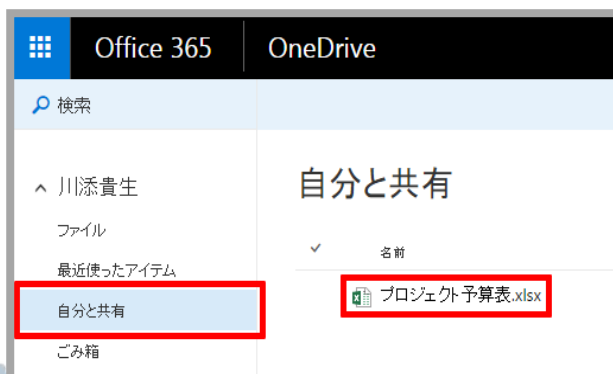 Office 365 OneDrive
検索
川添貴生
ファイル
最近使ったアイテム
自分と共有
ごみ箱
自分と共有
名前
プロジェクト予算表.xlsx